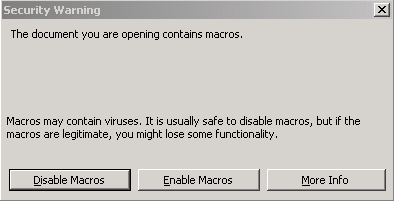 Security Warning
The document you are opening contains macros.
Macros may contain viruses. It is usually safe to disable macros, but if the
macros are legitimate, you might lose some functionality.
Disable Macros Enable Macros More Info